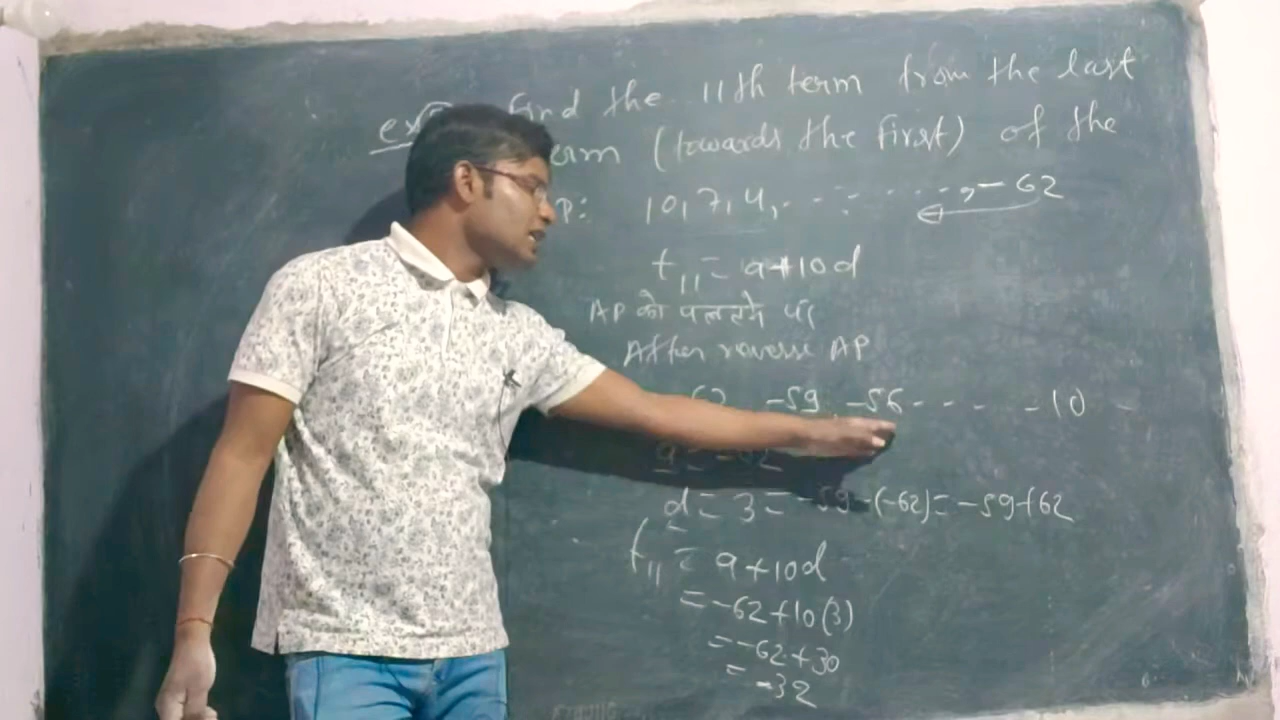 Find the 11th term from the last
term (towards the first) of the
AP: 10, 7, 4, ........., -62
t₁₁ = a+10d
AP को पलटने पर
After reverse AP
-62 -59 -56 - - - - 10
a = -62
d = 3 = -59 -(-62) = -59+62
t₁₁ = a+10d
= -62+10(3)
= -62+30
= -32